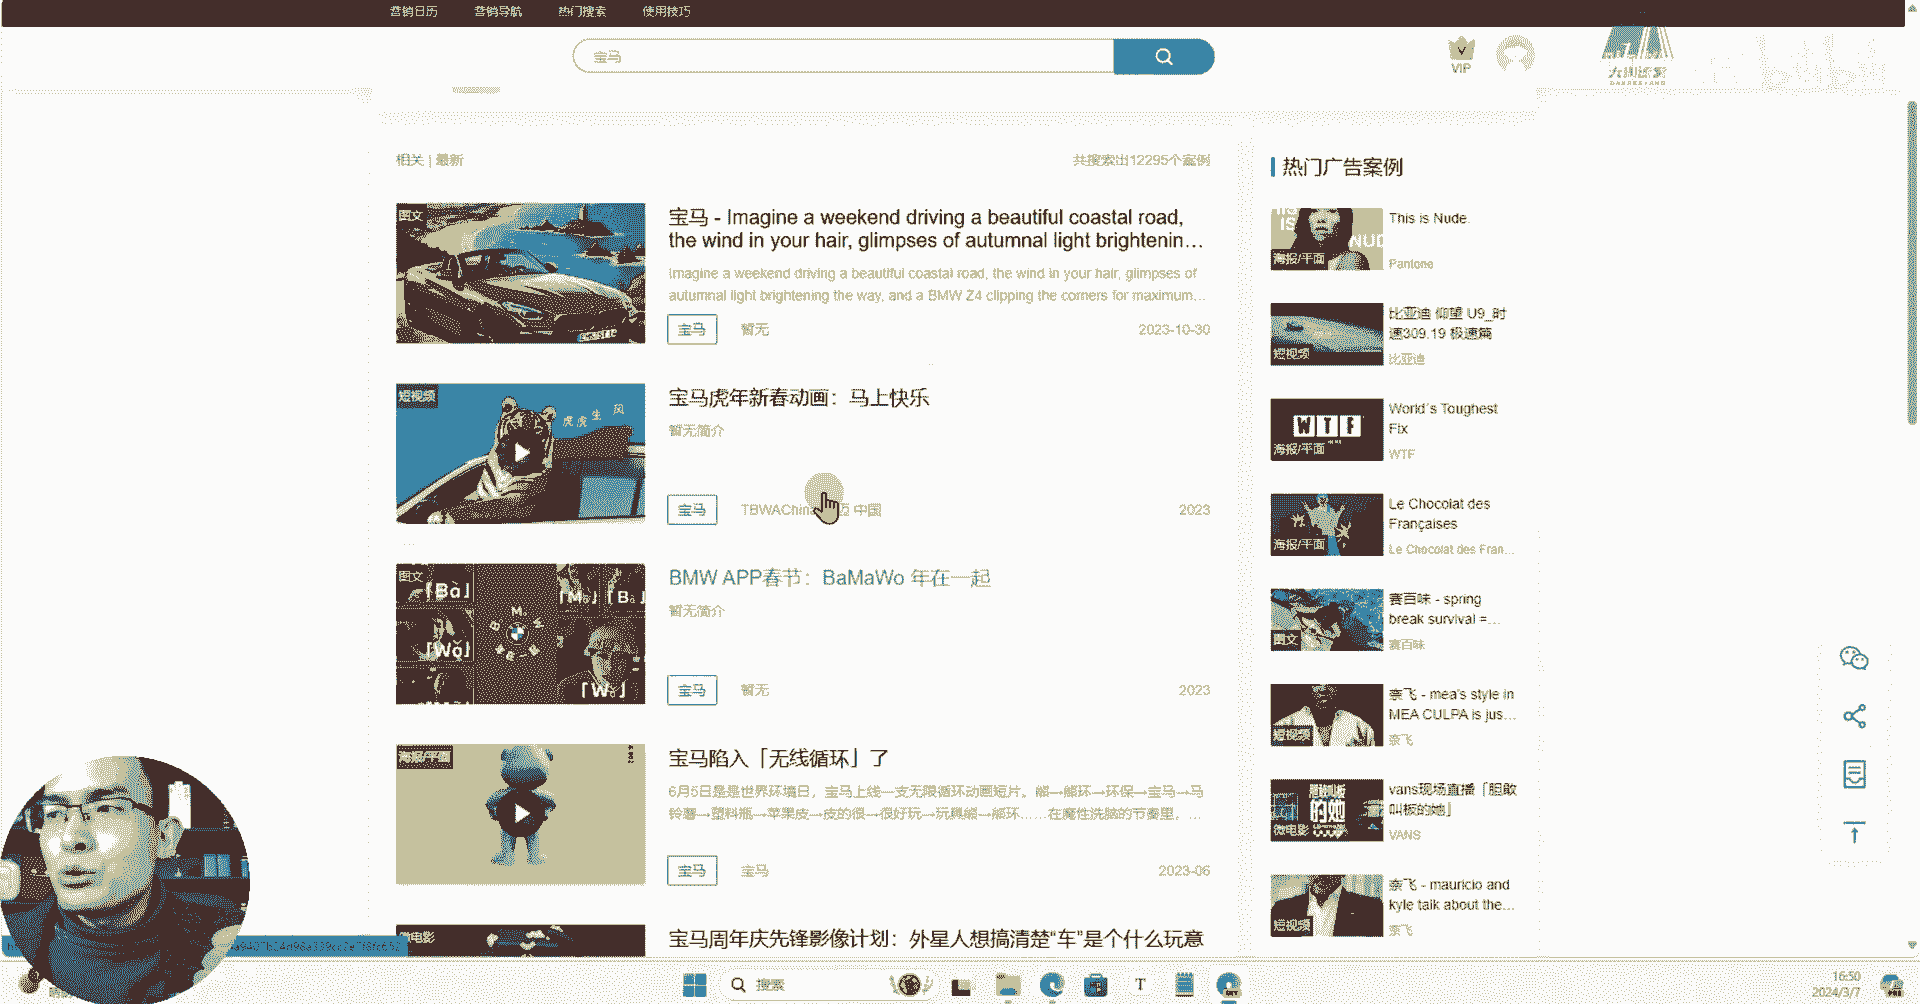 营销日历 营销导航 热门搜索 使用技巧
宝马
VIP
相关 | 最新
共搜索出12295个案例
图文
宝马 - Imagine a weekend driving a beautiful coastal road,
the wind in your hair, glimpses of autumnal light brightenin...
Imagine a weekend driving a beautiful coastal road, the wind in your hair, glimpses of
autumnal light brightening the way, and a BMW Z4 clipping the corners for maximum...
宝马 暂无 2023-10-30
短视频
虎虎生风
宝马虎年新春动画：马上快乐
暂无简介
宝马 TBWAChin 中国 2023
图文
「Bà」
「Wǒ」
BMW APP春节：BaMaWo 年在一起
暂无简介
宝马 暂无 2023
海报/平面
宝马陷入「无线循环」了
6月5日是世界环境日，宝马上线一支无限循环动画短片。熊→熊环→环保→宝马→马
铃薯→塑料瓶→苹果皮→皮的很→很好玩→玩具熊→熊环……在魔性洗脑的节奏里，...
宝马 宝马 2023-06
微电影
宝马周年庆先锋影像计划：外星人想搞清楚“车”是个什么玩意
热门广告案例
海报/平面
This is Nude
Pantone
短视频
比亚迪 仰望 U9_时
速309.19 极速篇
比亚迪
WTF
海报/平面
World's Toughest
Fix
WTF
海报/平面
Le Chocolat des
Françaises
Le Chocolat des Fran...
图文
赛百味 - spring
break survival =...
赛百味
短视频
奈飞 - mea's style in
MEA CULPA is jus...
奈飞
微电影
vans现场直播「胆敢
叫板的她」
VANS
短视频
奈飞 - mauricio and
kyle talk about the...
奈飞
搜索
16:50
2024/3/7